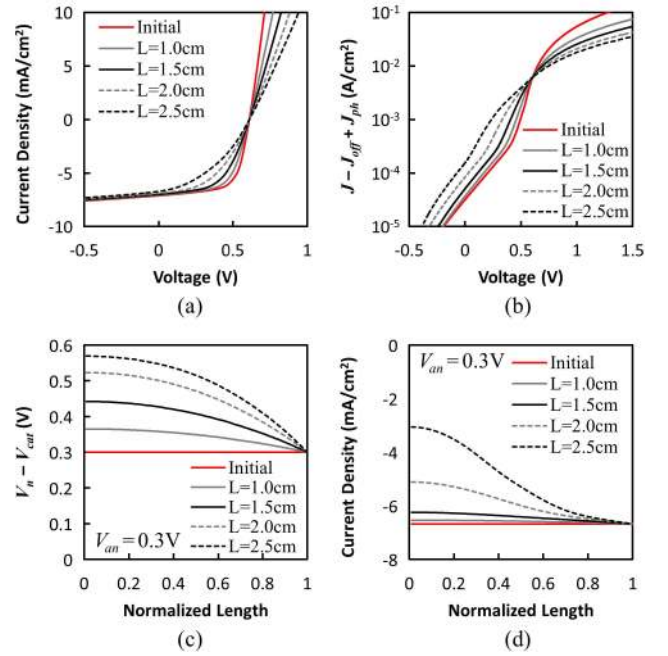 10
5
0
-5
-10
Current Density (mA/cm²)
Initial
L=1.0cm
L=1.5cm
L=2.0cm
L=2.5cm
-0.5
0
0.5
1
Voltage (V)
(a)
10⁻¹
10⁻²
10⁻³
10⁻⁴
10⁻⁵
J − J_off + J_ph (A/cm²)
Initial
L=1.0cm
L=1.5cm
L=2.0cm
L=2.5cm
-0.5
0
0.5
1
1.5
Voltage (V)
(b)
0.6
0.5
0.4
0.3
0.2
0.1
0
V_n − V_cat (V)
Initial
L=1.0cm
L=1.5cm
L=2.0cm
L=2.5cm
V_an = 0.3V
0
0.2
0.4
0.6
0.8
1
Normalized Length
(c)
0
-2
-4
-6
-8
Current Density (mA/cm²)
V_an = 0.3V
Initial
L=1.0cm
L=1.5cm
L=2.0cm
L=2.5cm
0
0.2
0.4
0.6
0.8
1
Normalized Length
(d)